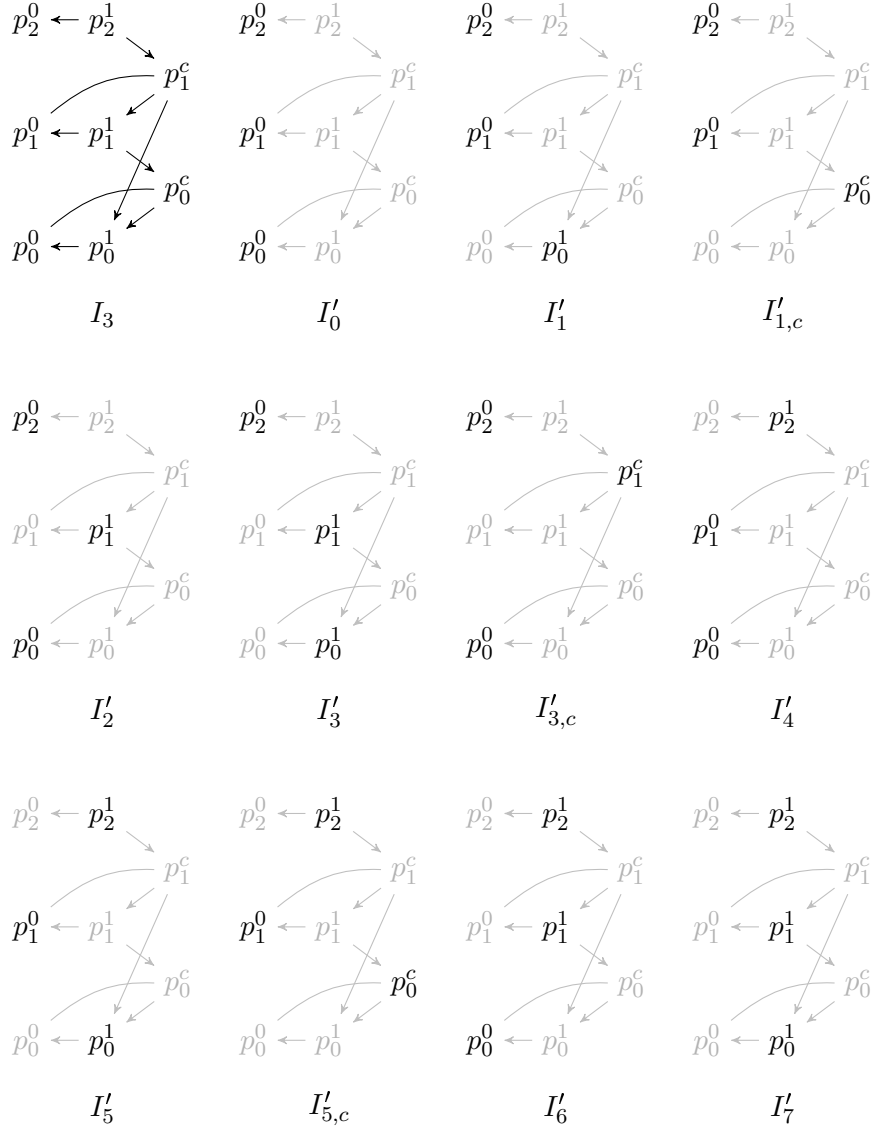 p_2^0 p_2^1 p_2^0 p_2^1 p_2^0 p_2^1 p_2^0 p_2^1
p_1^c p_1^c p_1^c p_1^c
p_1^0 p_1^1 p_1^0 p_1^1 p_1^0 p_1^1 p_1^0 p_1^1
p_0^c p_0^c p_0^c p_0^c
p_0^0 p_0^1 p_0^0 p_0^1 p_0^0 p_0^1 p_0^0 p_0^1
I_3 I'_0 I'_1 I'_{1,c}
p_2^0 p_2^1 p_2^0 p_2^1 p_2^0 p_2^1 p_2^0 p_2^1
p_1^c p_1^c p_1^c p_1^c
p_1^0 p_1^1 p_1^0 p_1^1 p_1^0 p_1^1 p_1^0 p_1^1
p_0^c p_0^c p_0^c p_0^c
p_0^0 p_0^1 p_0^0 p_0^1 p_0^0 p_0^1 p_0^0 p_0^1
I'_2 I'_3 I'_{3,c} I'_4
p_2^0 p_2^1 p_2^0 p_2^1 p_2^0 p_2^1 p_2^0 p_2^1
p_1^c p_1^c p_1^c p_1^c
p_1^0 p_1^1 p_1^0 p_1^1 p_1^0 p_1^1 p_1^0 p_1^1
p_0^c p_0^c p_0^c p_0^c
p_0^0 p_0^1 p_0^0 p_0^1 p_0^0 p_0^1 p_0^0 p_0^1
I'_5 I'_{5,c} I'_6 I'_7